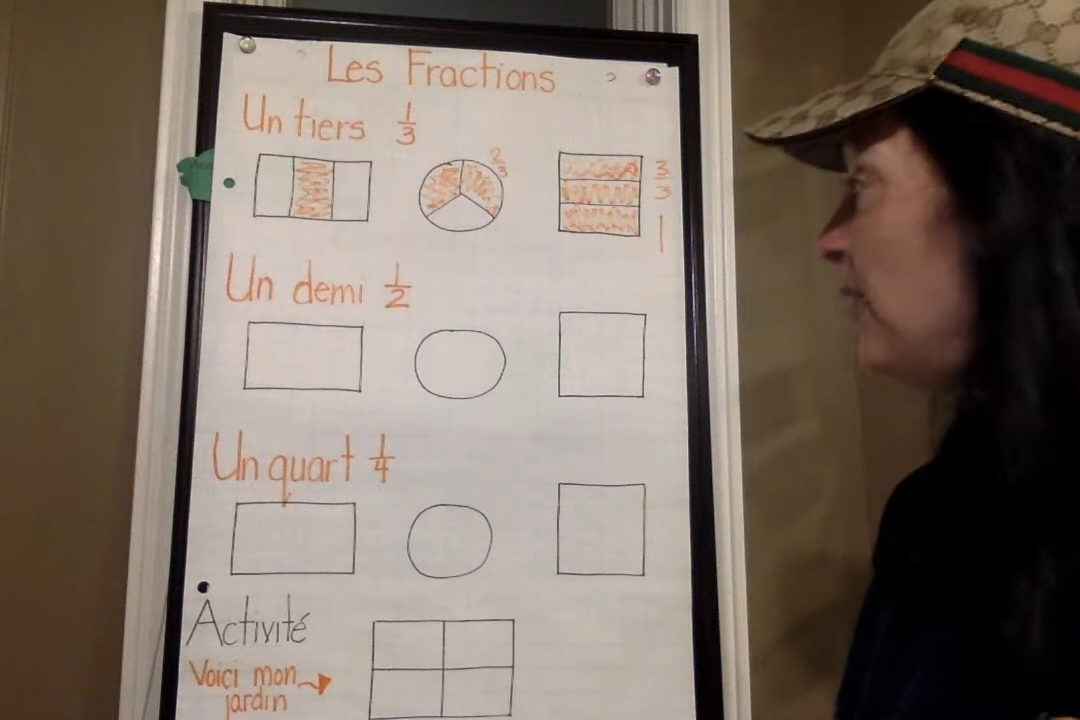 Les Fractions
Un tiers 1/3
2/3
3/3
1
Un demi 1/2
Un quart 1/4
Activité
Voici mon
jardin